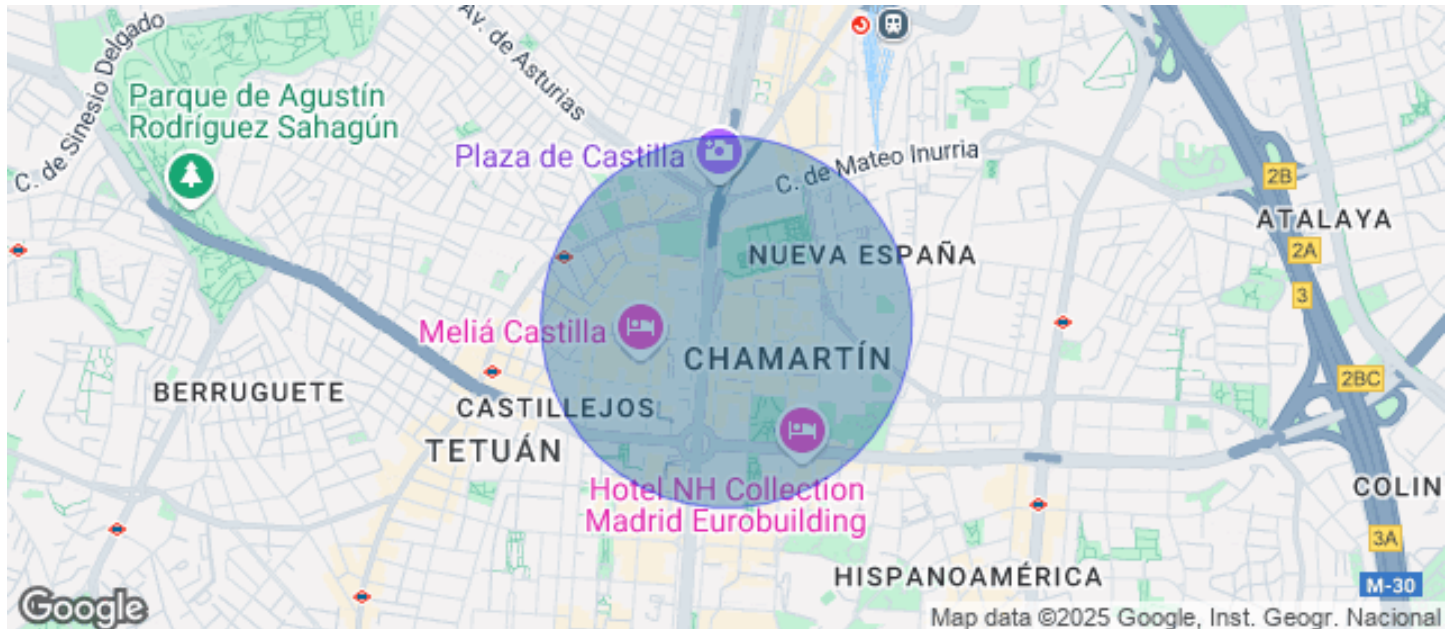 Av. de Asturias
C. de Sinesio Delgado
Parque de Agustín
Rodríguez Sahagún
Plaza de Castilla
C. de Mateo Inurria
2B
ATALAYA
NUEVA ESPAÑA
2A
3
Meliá Castilla
CHAMARTÍN
2BC
BERRUGUETE
CASTILLEJOS
TETUÁN
Hotel NH Collection
Madrid Eurobuilding
COLIN
3A
HISPANOAMÉRICA
M-30
Google
Map data ©2025 Google, Inst. Geogr. Nacional